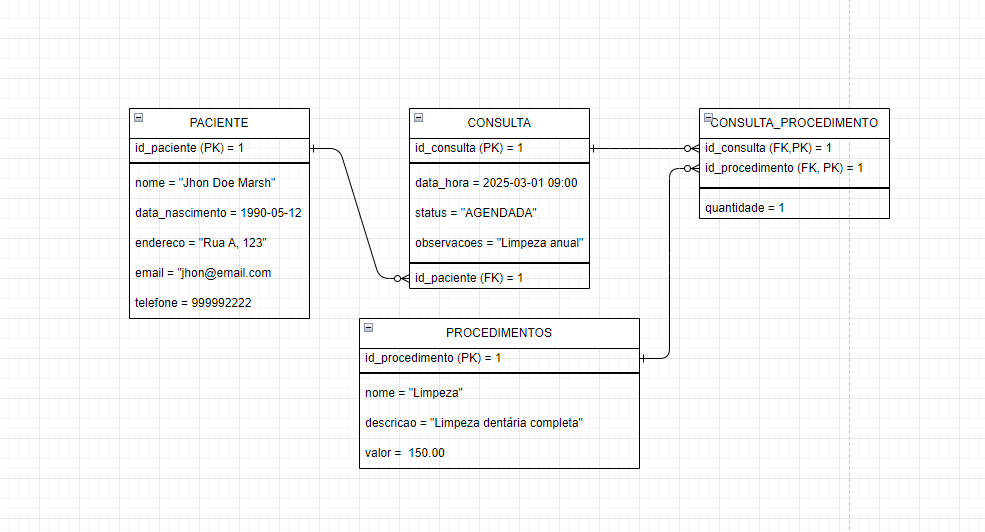 PACIENTE
id_paciente (PK) = 1
nome = "Jhon Doe Marsh"
data_nascimento = 1990-05-12
endereco = "Rua A, 123"
email = "jhon@email.com
telefone = 999992222
CONSULTA
id_consulta (PK) = 1
data_hora = 2025-03-01 09:00
status = "AGENDADA"
observacoes = "Limpeza anual"
id_paciente (FK) = 1
CONSULTA_PROCEDIMENTO
id_consulta (FK,PK) = 1
id_procedimento (FK, PK) = 1
quantidade = 1
PROCEDIMENTOS
id_procedimento (PK) = 1
nome = "Limpeza"
descricao = "Limpeza dentária completa"
valor =  150.00